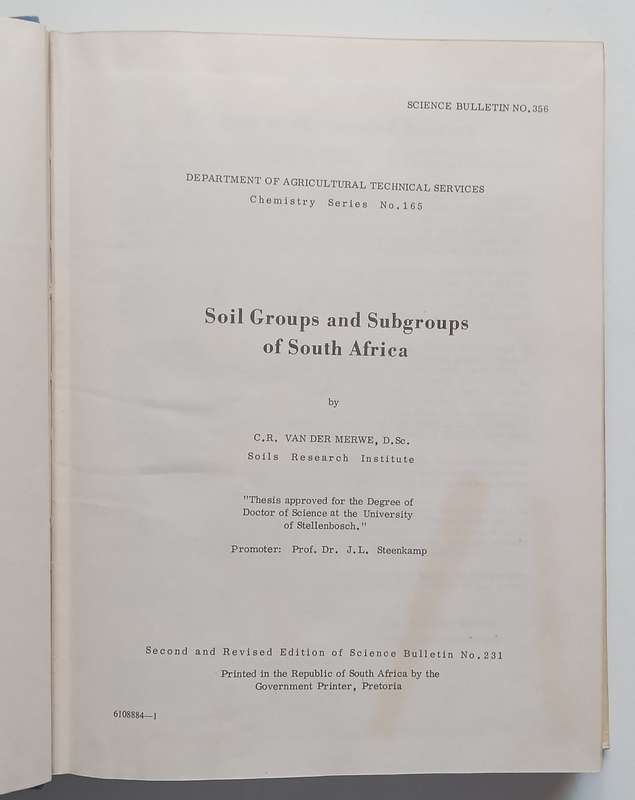 SCIENCE BULLETIN NO.356
DEPARTMENT OF AGRICULTURAL TECHNICAL SERVICES
Chemistry Series No.165
Soil Groups and Subgroups
of South Africa
by
C.R. VAN DER MERWE, D.Sc.
Soils Research Institute
"Thesis approved for the Degree of
Doctor of Science at the University
of Stellenbosch."
Promoter: Prof. Dr. J.L. Steenkamp
Second and Revised Edition of Science Bulletin No.231
Printed in the Republic of South Africa by the
Government Printer, Pretoria
6108884—1